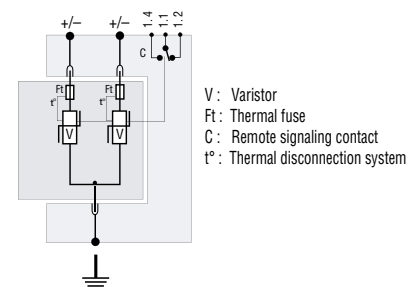 +/– +/–
1.4 1.1 1.2
C
Ft Ft
t° t°
V V
V : Varistor
Ft : Thermal fuse
C : Remote signaling contact
t° : Thermal disconnection system